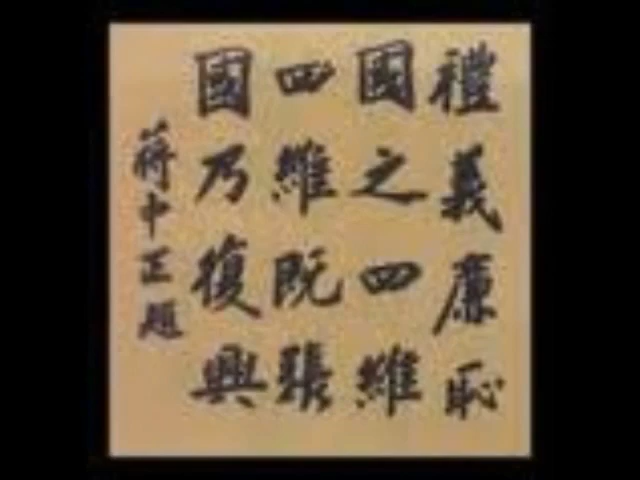 禮義廉恥
國之四維
四維既張
國乃復興
蔣中正題